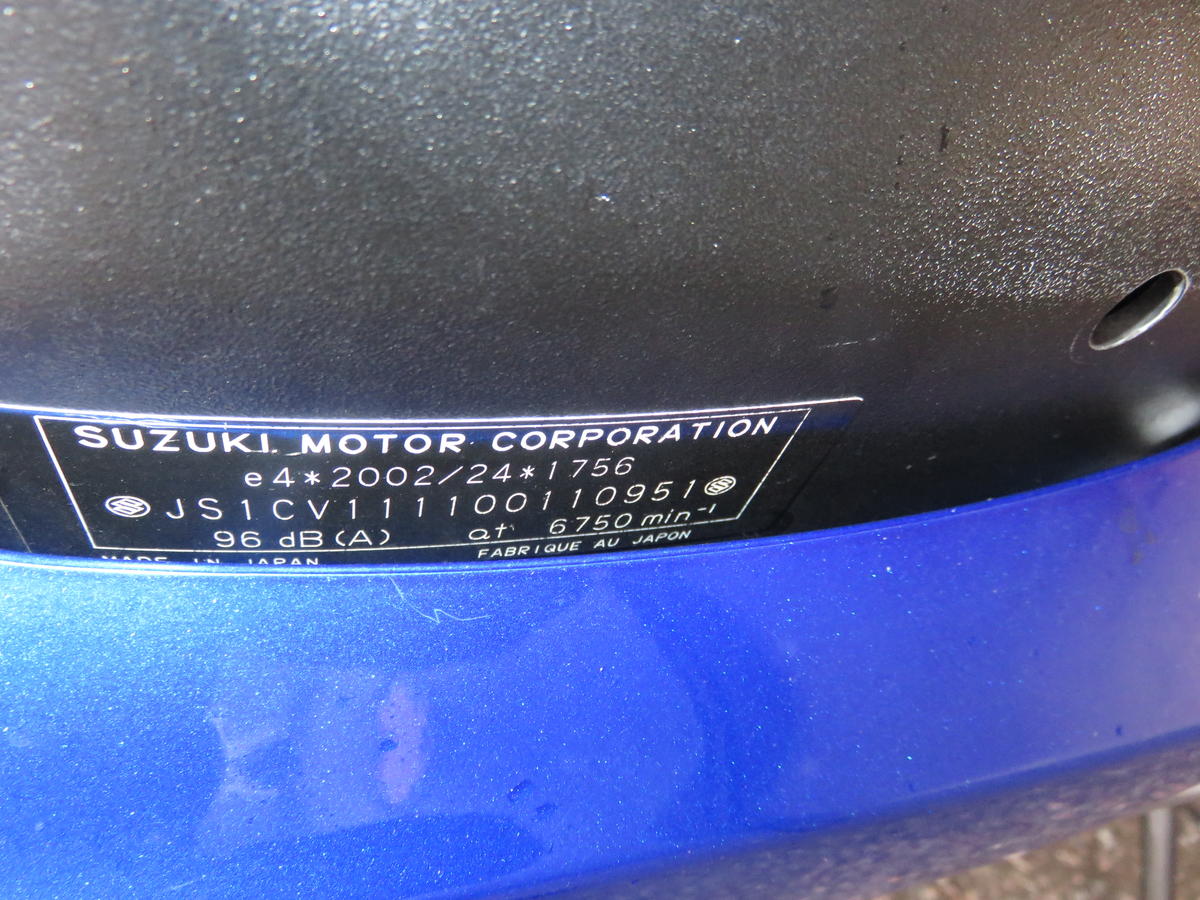 SUZUKI MOTOR CORPORATION
e4*2002/24*1756
JS1CV111100110951
96 dB(A) at 6750 min⁻¹
MADE IN JAPAN FABRIQUE AU JAPON